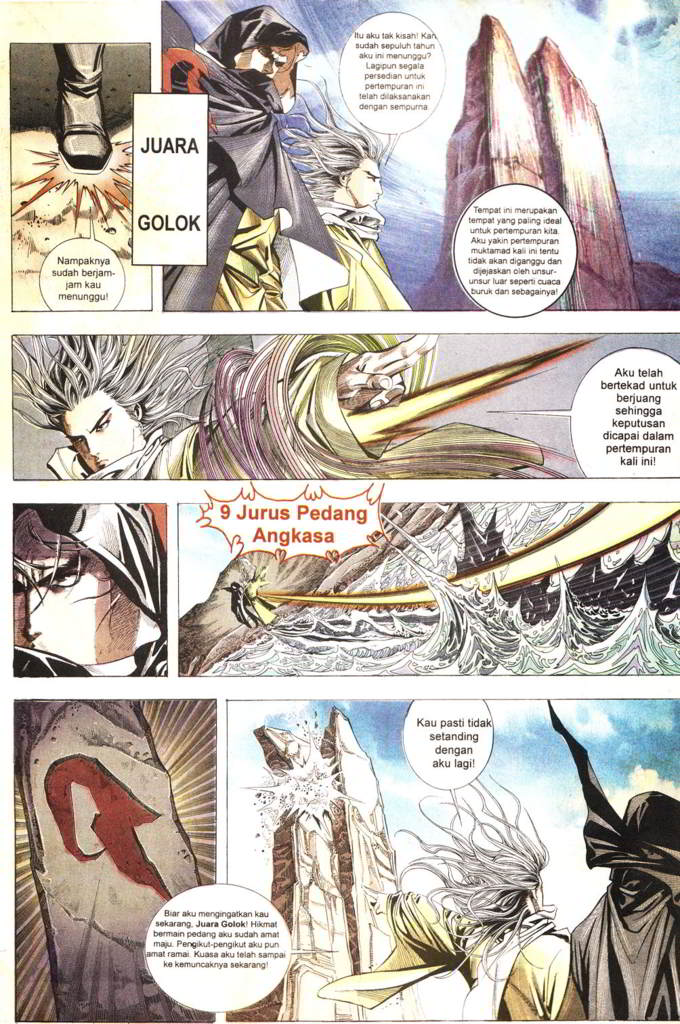 Nampaknya
sudah berjam-
jam kau
menunggu!
JUARA
GOLOK
Itu aku tak kisah! Kan
sudah sepuluh tahun
aku ini menunggu?
Lagipun segala
persedian untuk
pertempuran ini
telah dilaksanakan
dengan sempurna.
Tempat ini merupakan
tempat yang paling ideal
untuk pertempuran kita.
Aku yakin pertempuran
muktamad kali ini tentu
tidak akan diganggu dan
dijejaskan oleh unsur-
unsur luar seperti cuaca
buruk dan sebagainya!
Aku telah
bertekad untuk
berjuang
sehingga
keputusan
dicapai dalam
pertempuran
kali ini!
9 Jurus Pedang
Angkasa
Kau pasti tidak
setanding
dengan
aku lagi!
Biar aku mengingatkan kau
sekarang, Juara Golok! Hikmat
bermain pedang aku sudah amat
maju. Pengikut-pengikut aku pun
amat ramai. Kuasa aku telah sampai
ke kemuncaknya sekarang!